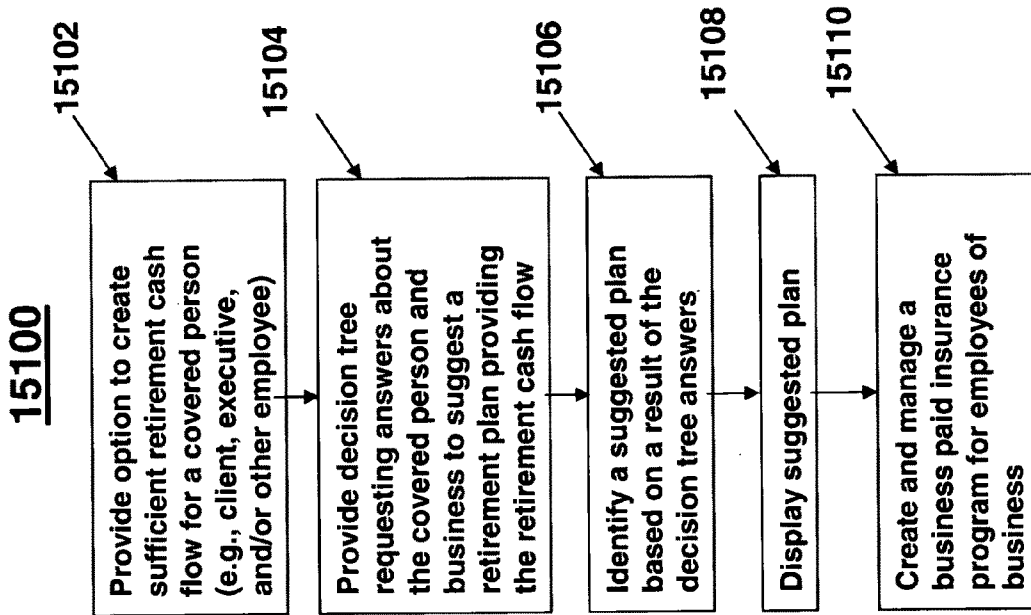 15100
Provide option to create
sufficient retirement cash
flow for a covered person
(e.g., client, executive,
and/or other employee)
15102
Provide decision tree
requesting answers about
the covered person and
business to suggest a
retirement plan providing
the retirement cash flow
15104
Identify a suggested plan
based on a result of the
decision tree answers
15106
Display suggested plan
15108
Create and manage a
business paid insurance
program for employees of
business
15110